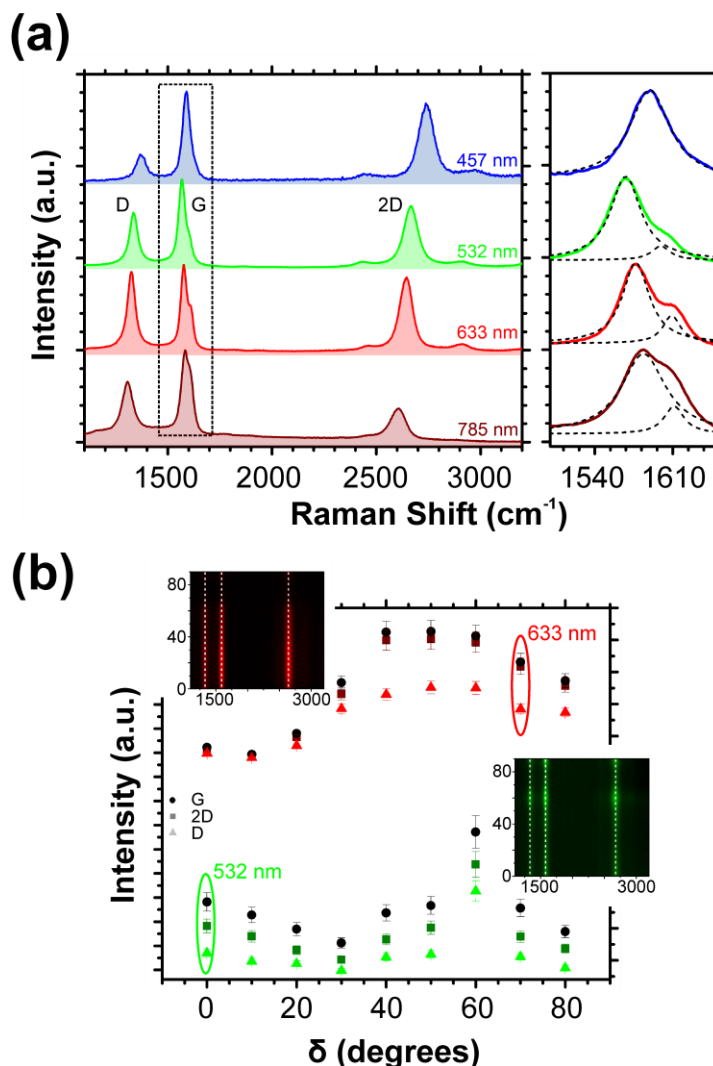 (a)
Intensity (a.u.)
457 nm
D
G
2D
532 nm
633 nm
785 nm
1500 2000 2500 3000
1540 1610
Raman Shift (cm⁻¹)
(b)
Intensity (a.u.)
80
40
0
1500 3000
633 nm
G
2D
D
80
40
0
1500 3000
532 nm
0 20 40 60 80
δ (degrees)